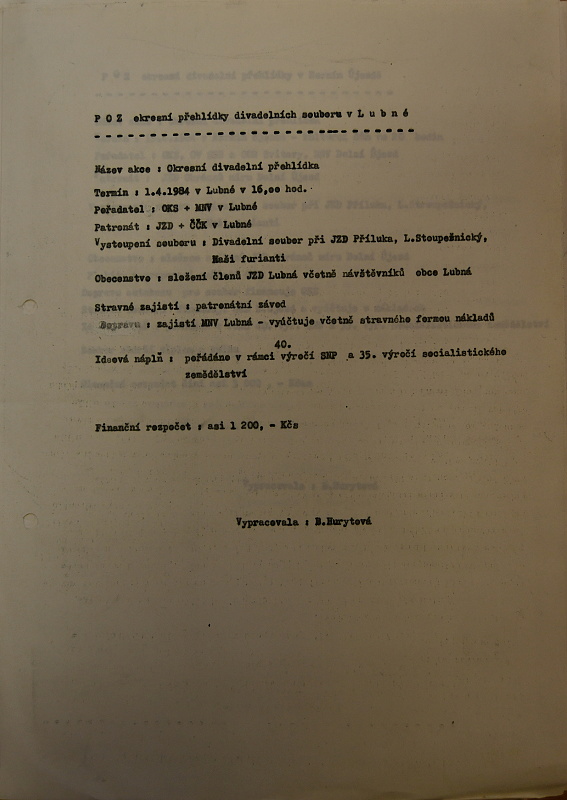 P O Z okresní přehlídky divadelních souborů v L u b n é
Název akce : Okresní divadelní přehlídka
Termín : 1.4.1984 v Lubné v 16,oo hod.
Pořadatel : OKS + MNV v Lubné
Patronát : JZD + ČČK v Lubné
Vystoupení souboru : Divadelní soubor při JZD Příluka, L.Stoupežnický,
Naši furianti
Obecenstvo : složení členů JZD Lubná včetně návštěvníků obce Lubná
Stravné zajistí : patronátní závod
Dopravu : zajistí MNV Lubná - vyúčtuje včetně stravného formou nákladů
40.
Ideová náplň : pořádáno v rámci výročí SNP a 35. výročí socialistického
zemědělství
Finanční rozpočet : asi 1 200, - Kčs
Vypracovala : B.Burytová